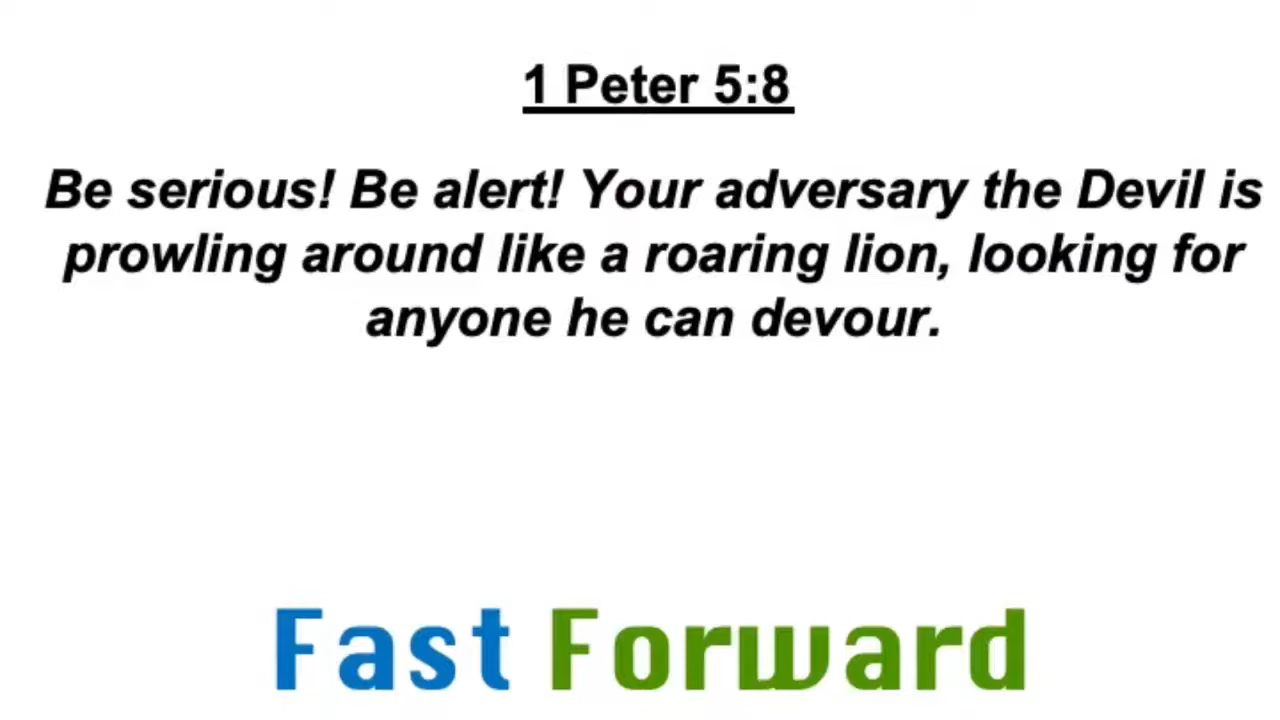 1 Peter 5:8
Be serious! Be alert! Your adversary the Devil is
prowling around like a roaring lion, looking for
anyone he can devour.
Fast Forward